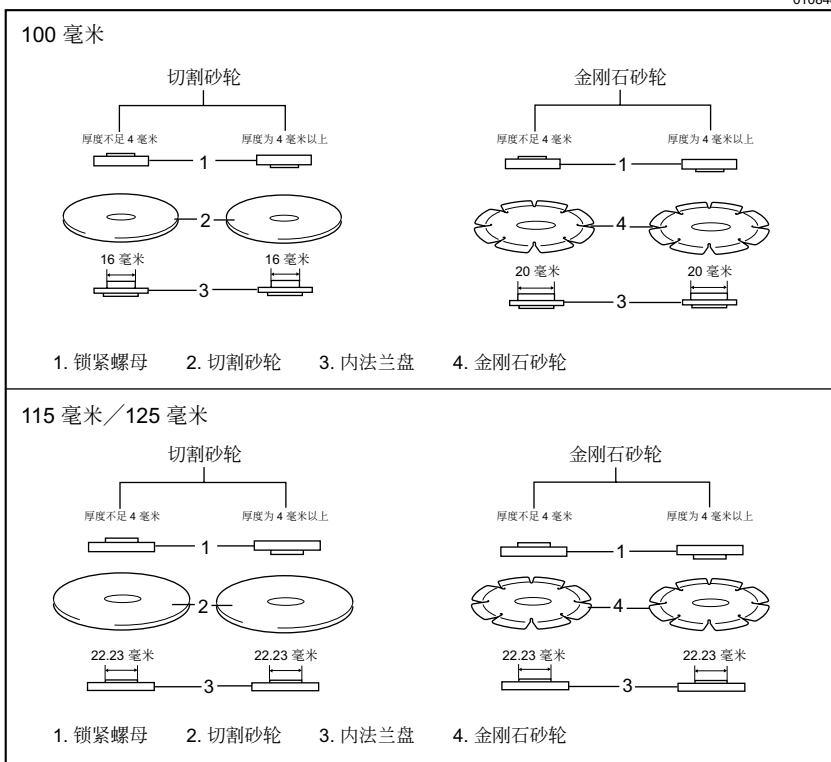 100 毫米
切割砂轮 金刚石砂轮
厚度不足 4 毫米 厚度为 4 毫米以上 厚度不足 4 毫米 厚度为 4 毫米以上
1 1
2 4
16 毫米 16 毫米 20 毫米 20 毫米
3 3
1. 锁紧螺母 2. 切割砂轮 3. 内法兰盘 4. 金刚石砂轮
115 毫米／125 毫米
切割砂轮 金刚石砂轮
厚度不足 4 毫米 厚度为 4 毫米以上 厚度不足 4 毫米 厚度为 4 毫米以上
1 1
2 4
22.23 毫米 22.23 毫米 22.23 毫米 22.23 毫米
3 3
1. 锁紧螺母 2. 切割砂轮 3. 内法兰盘 4. 金刚石砂轮